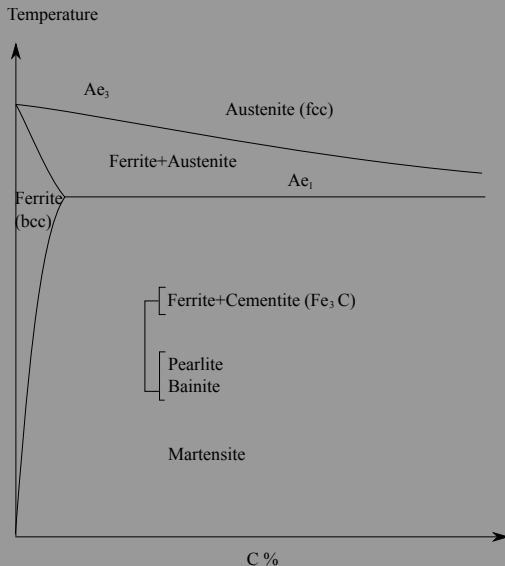 Temperature
Ae₃
Austenite (fcc)
Ferrite+Austenite
Ae₁
Ferrite
(bcc)
Ferrite+Cementite (Fe₃ C)
Pearlite
Bainite
Martensite
C %